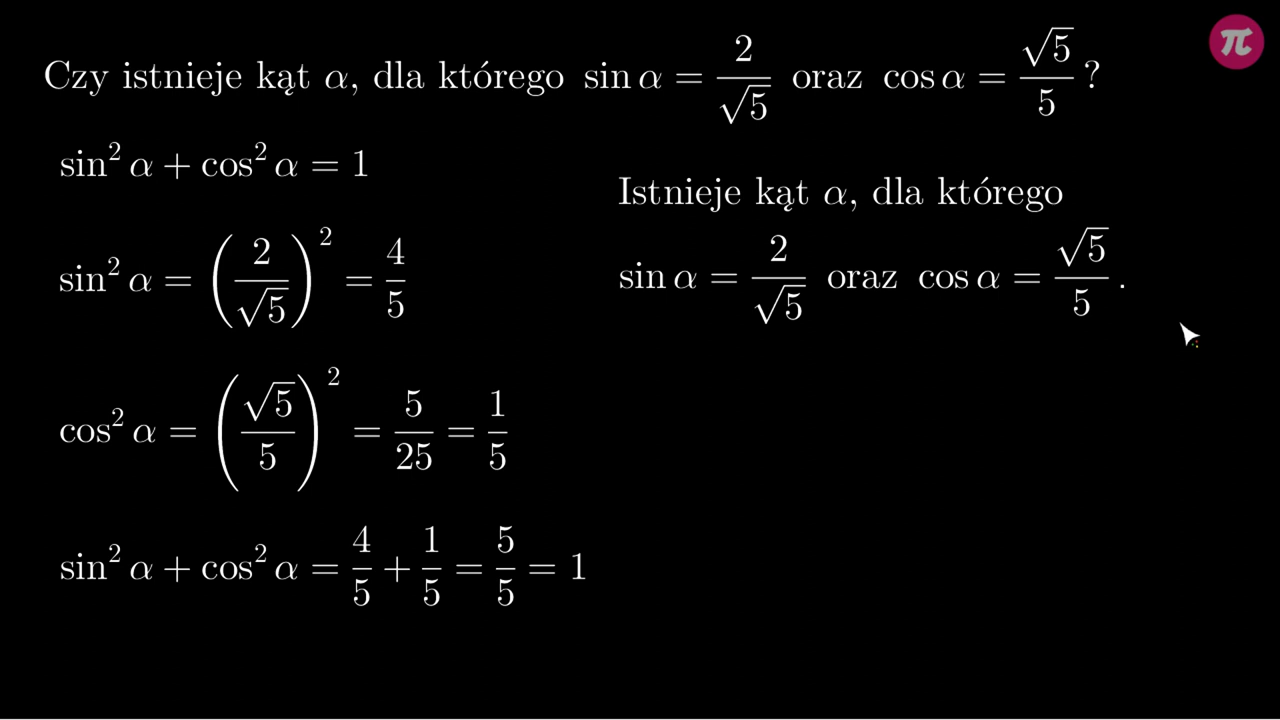 Czy istnieje kąt α, dla którego sin α = 2/√5 oraz cos α = √5/5 ?
sin² α + cos² α = 1
sin² α = (2/√5)² = 4/5
cos² α = (√5/5)² = 5/25 = 1/5
sin² α + cos² α = 4/5 + 1/5 = 5/5 = 1
Istnieje kąt α, dla którego
sin α = 2/√5 oraz cos α = √5/5 .
π